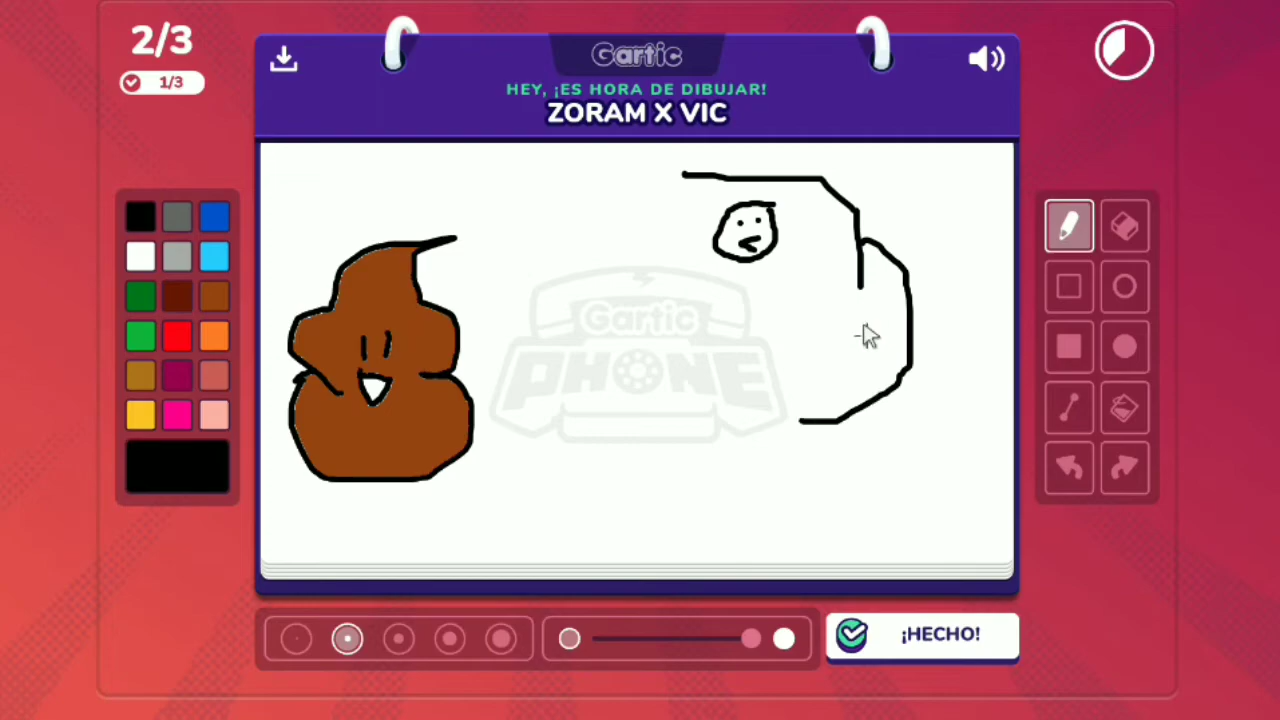 2/3
1/3
Gartic
HEY, ¡ES HORA DE DIBUJAR!
ZORAM X VIC
Gartic
PHONE
¡HECHO!